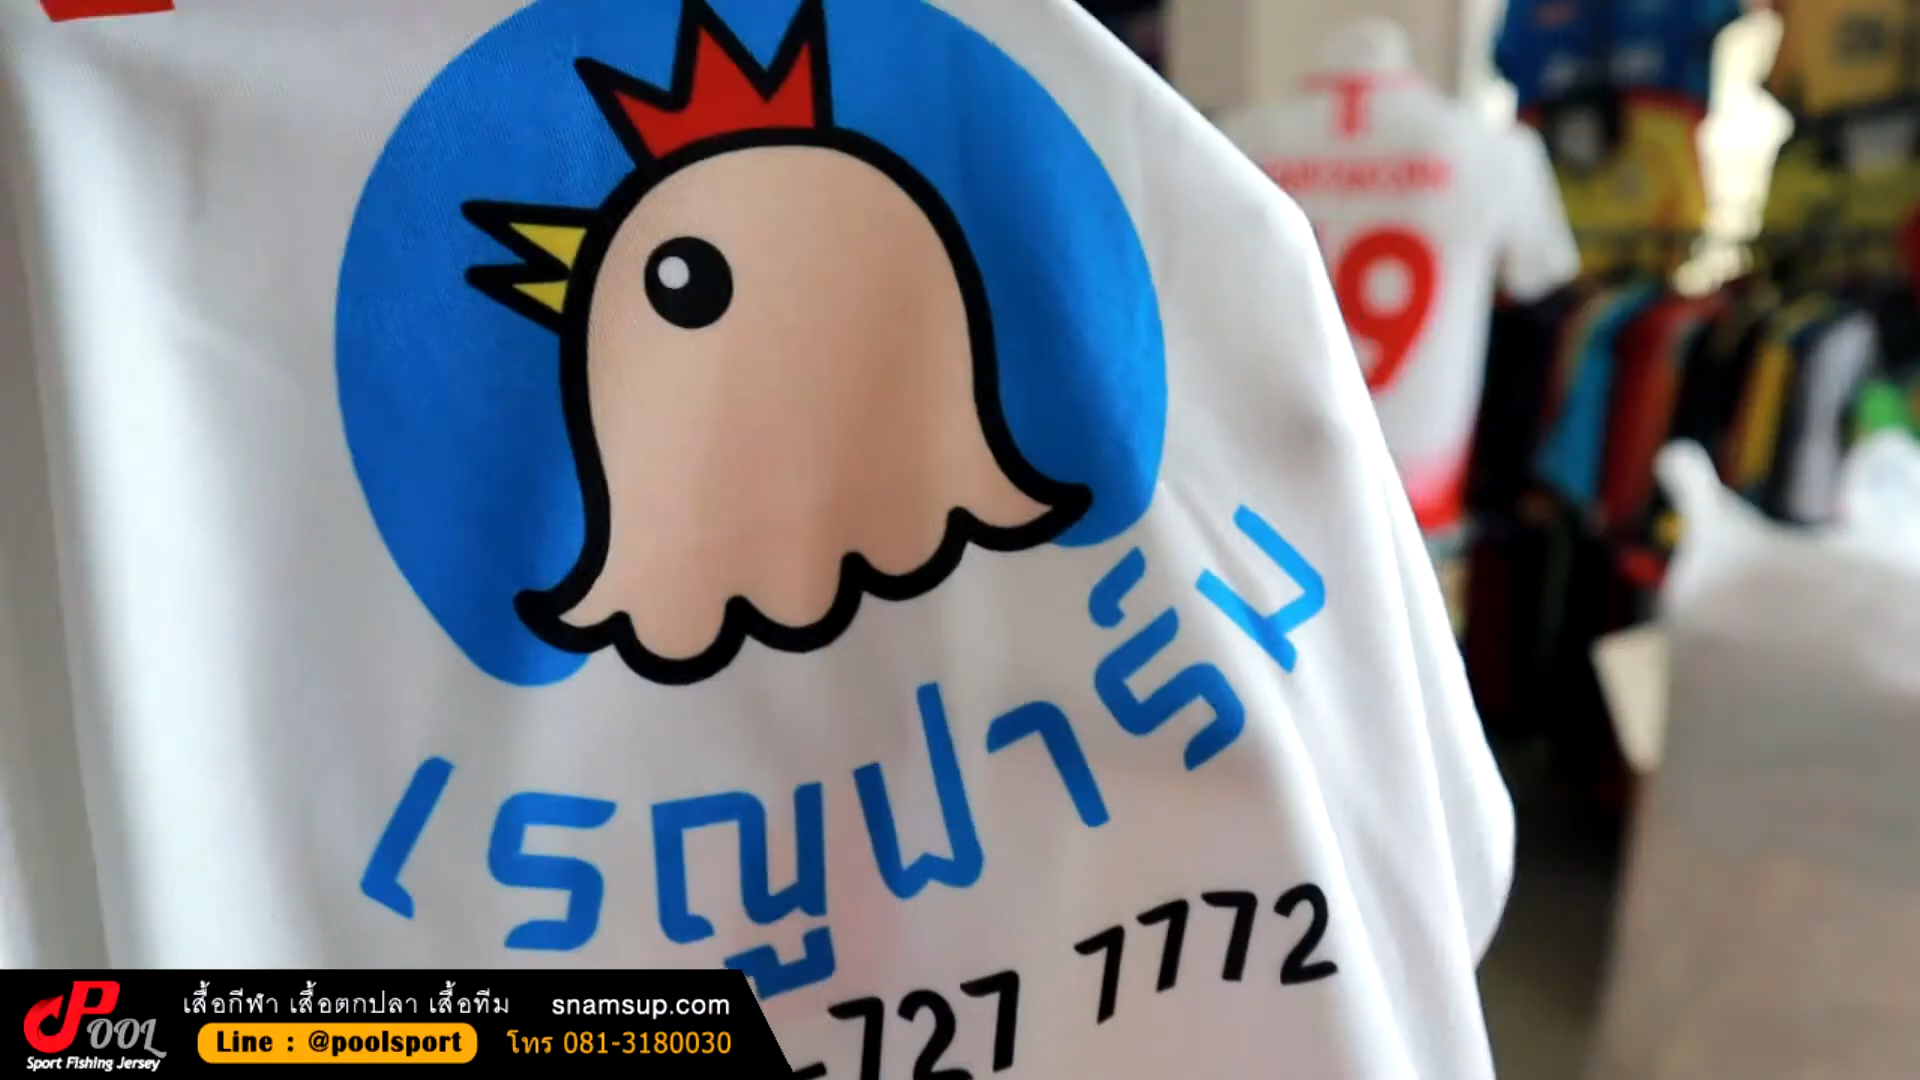 เรณูฟาร์ม
-727 7772
T
19
POOL
Sport Fishing Jersey
เสื้อกีฬา เสื้อตกปลา เสื้อทีม
snamsup.com
Line : @poolsport
โทร 081-3180030